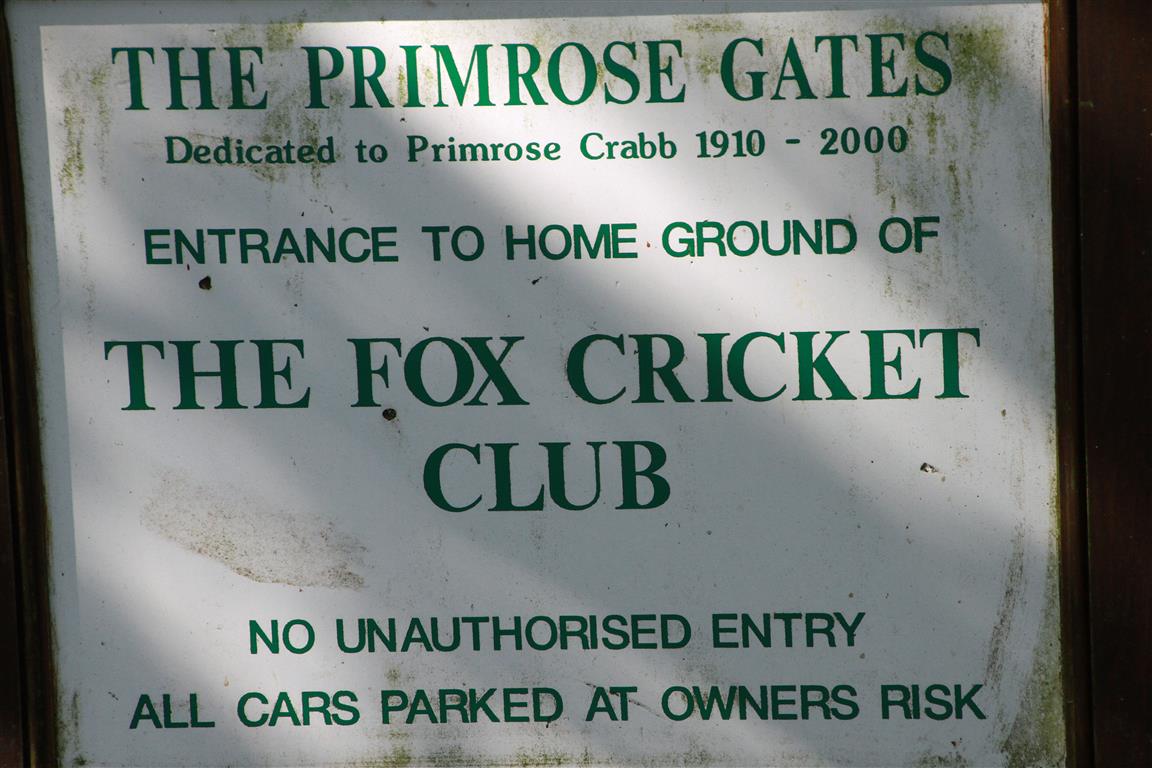 THE PRIMROSE GATES
Dedicated to Primrose Crabb 1910 - 2000
ENTRANCE TO HOME GROUND OF
THE FOX CRICKET
CLUB
NO UNAUTHORISED ENTRY
ALL CARS PARKED AT OWNERS RISK